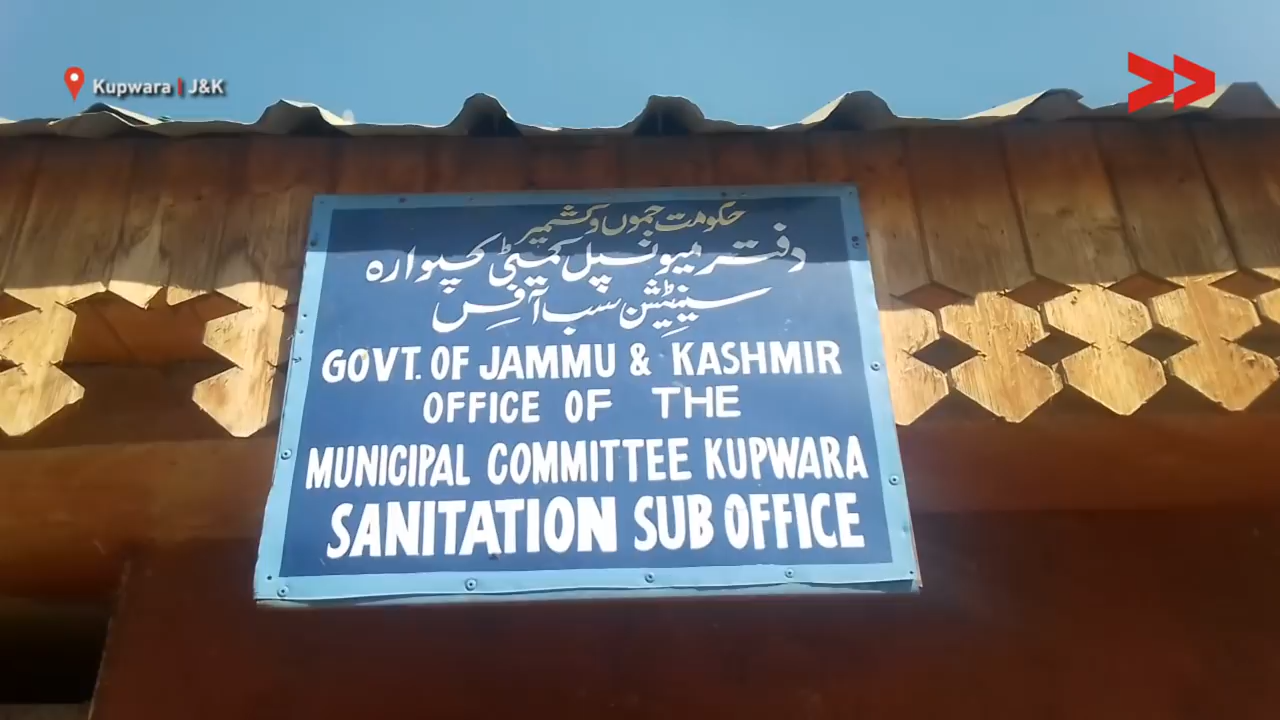 Kupwara | J&K
حکومت جموں وکشمیر
دفتر میونسپل کمیٹی کپوارہ
سینیٹیشن سب آفِس
GOVT. OF JAMMU & KASHMIR
OFFICE OF THE
MUNICIPAL COMMITTEE KUPWARA
SANITATION SUB OFFICE